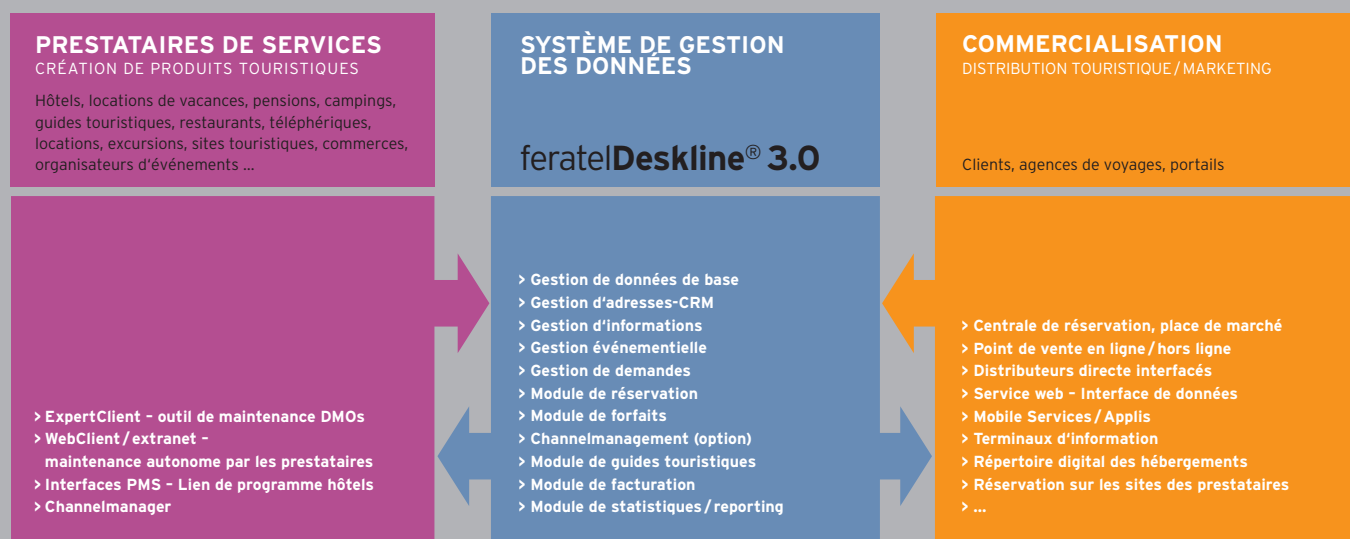 PRESTATAIRES DE SERVICES
CRÉATION DE PRODUITS TOURISTIQUES
Hôtels, locations de vacances, pensions, campings,
guides touristiques, restaurants, téléphériques,
locations, excursions, sites touristiques, commerces,
organisateurs d'événements ...
> ExpertClient – outil de maintenance DMOs
> WebClient / extranet –
maintenance autonome par les prestataires
> Interfaces PMS – Lien de programme hôtels
> Channelmanager
SYSTÈME DE GESTION
DES DONNÉES
feratelDeskline® 3.0
> Gestion de données de base
> Gestion d'adresses-CRM
> Gestion d'informations
> Gestion événementielle
> Gestion de demandes
> Module de réservation
> Module de forfaits
> Channelmanagement (option)
> Module de guides touristiques
> Module de facturation
> Module de statistiques / reporting
COMMERCIALISATION
DISTRIBUTION TOURISTIQUE / MARKETING
Clients, agences de voyages, portails
> Centrale de réservation, place de marché
> Point de vente en ligne / hors ligne
> Distributeurs directe interfacés
> Service web – Interface de données
> Mobile Services / Applis
> Terminaux d'information
> Répertoire digital des hébergements
> Réservation sur les sites des prestataires
> ...